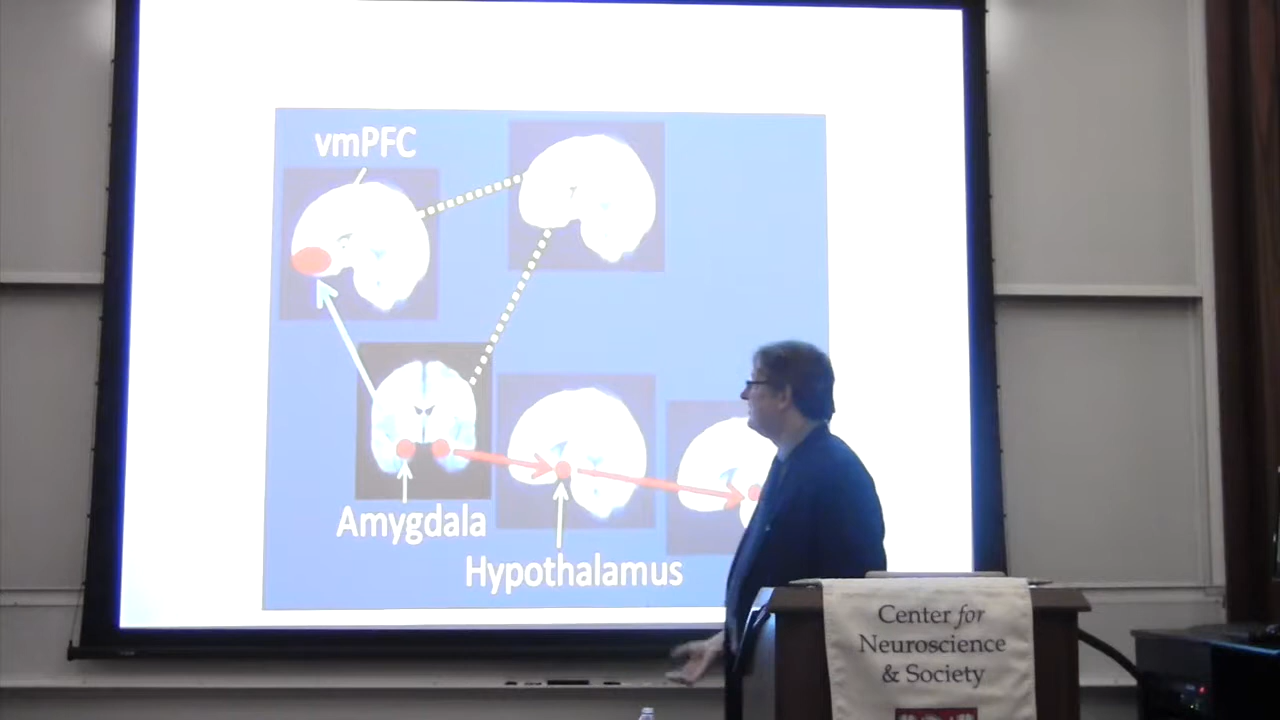 vmPFC
Amygdala
Hypothalamus
Center for
Neuroscience
& Society